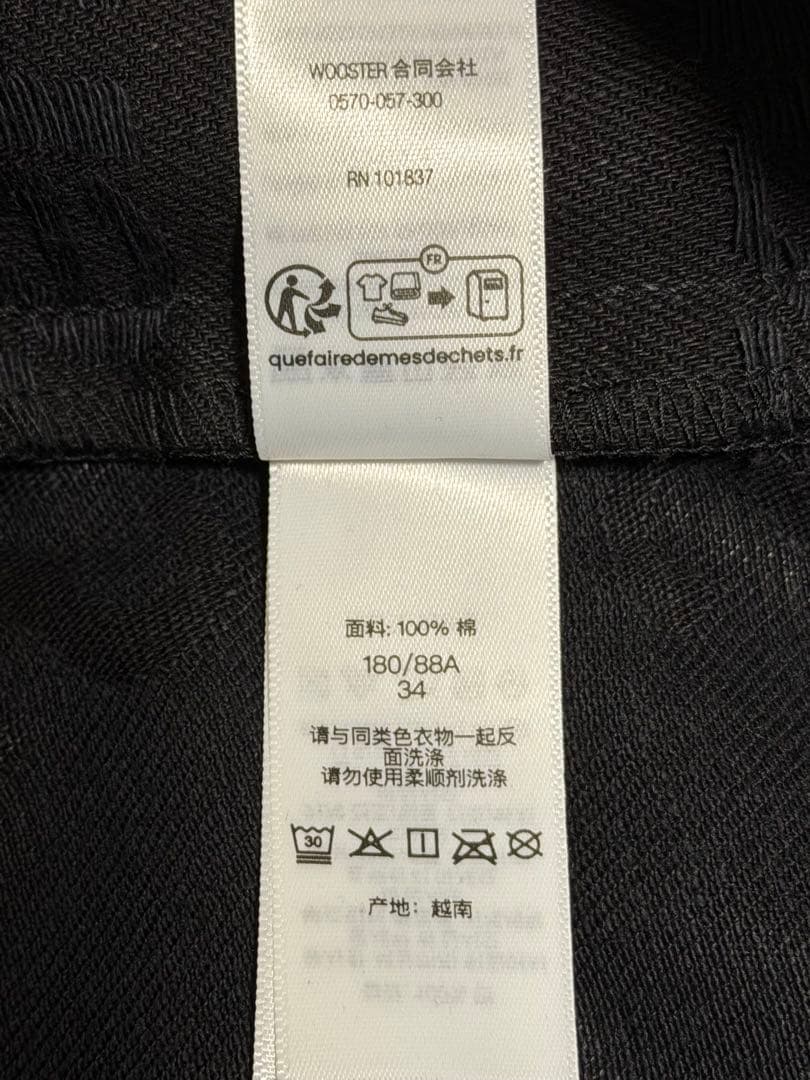 WOOSTER 合同会社
0570-057-300
RN 101837
FR
quefairedemesdechets.fr
面料: 100% 棉
180/88A
34
请与同类色衣物一起反
面洗涤
请勿使用柔顺剂洗涤
30
产地: 越南